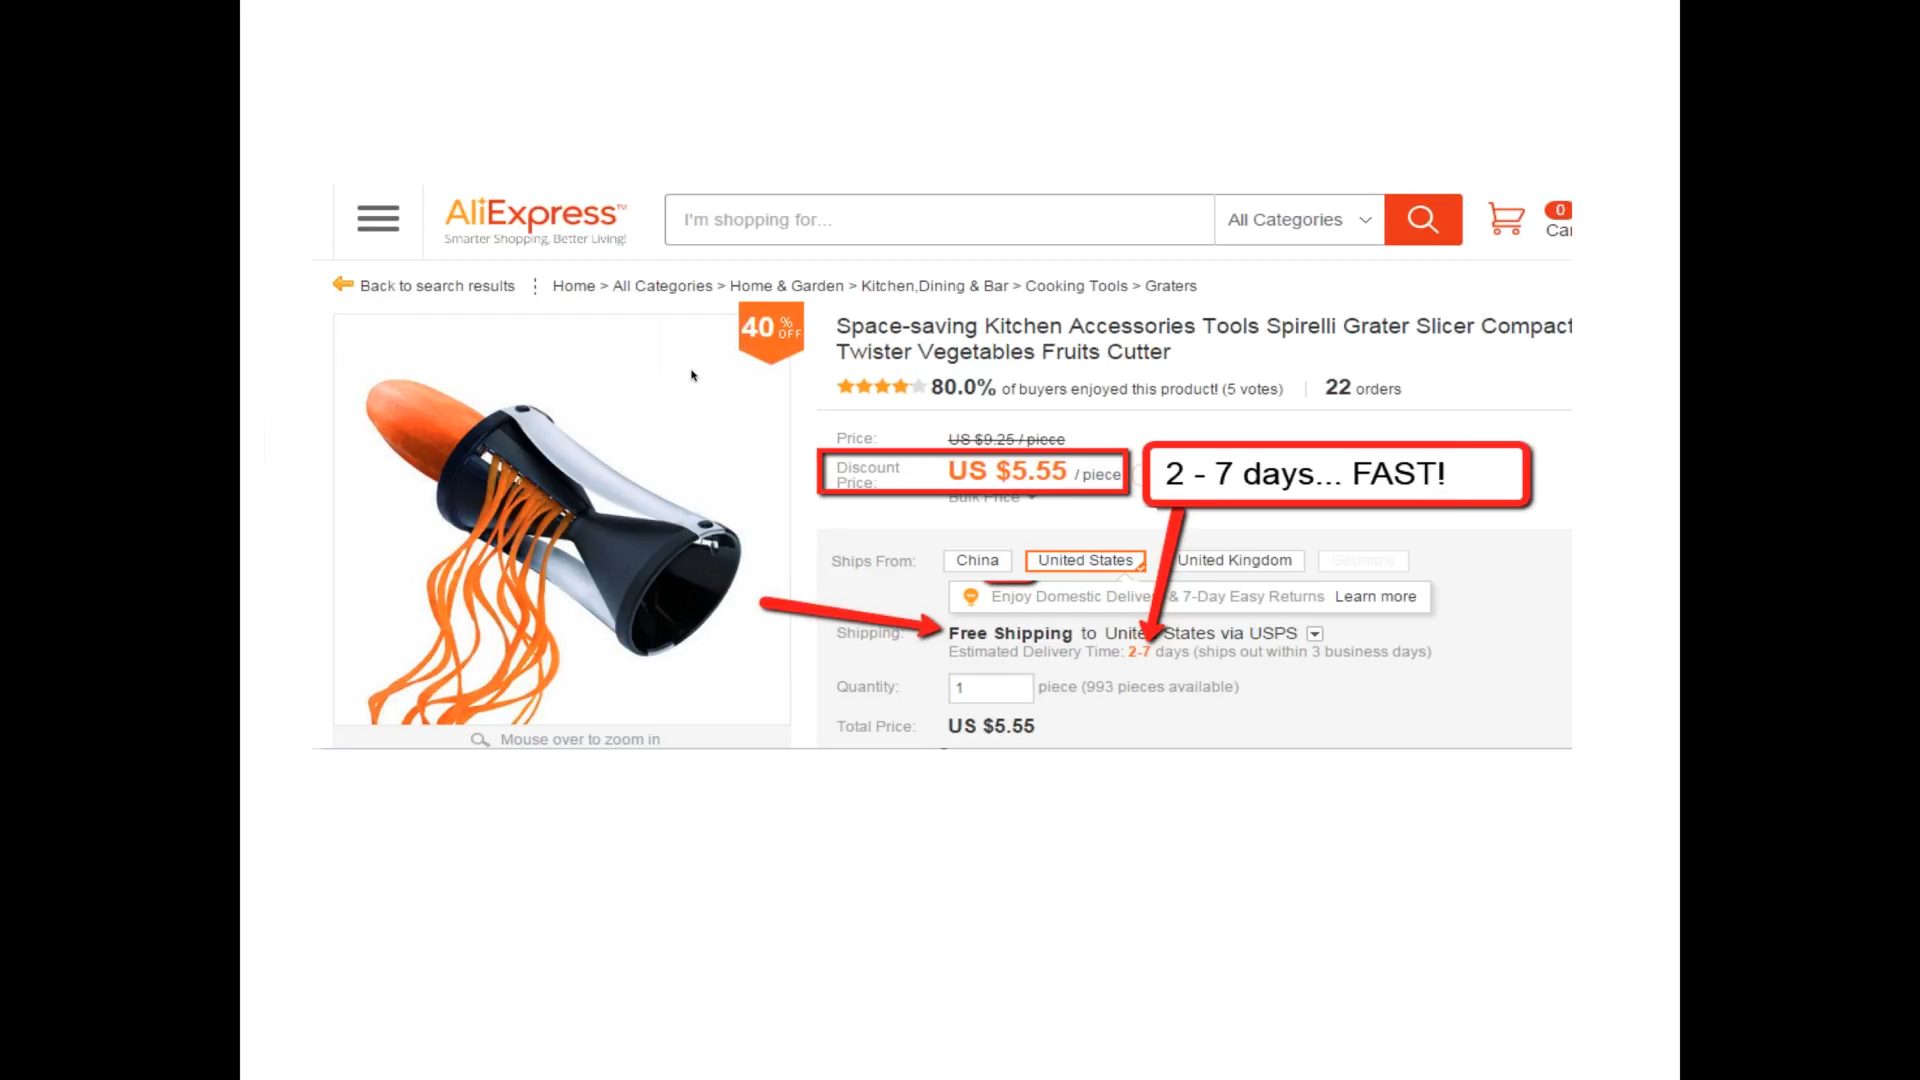 AliExpress™
Smarter Shopping, Better Living!
I'm shopping for...
All Categories
0
Car
Back to search results
Home > All Categories > Home & Garden > Kitchen,Dining & Bar > Cooking Tools > Graters
40 % OFF
Space-saving Kitchen Accessories Tools Spirelli Grater Slicer Compact
Twister Vegetables Fruits Cutter
80.0% of buyers enjoyed this product! (5 votes) | 22 orders
Price: US $9.25 / piece
Discount Price: US $5.55 / piece
2 - 7 days... FAST!
Bulk Price
Ships From: China United States United Kingdom Germany
Enjoy Domestic Delivery & 7-Day Easy Returns Learn more
Shipping: Free Shipping to United States via USPS
Estimated Delivery Time: 2-7 days (ships out within 3 business days)
Quantity: 1 piece (993 pieces available)
Total Price: US $5.55
Mouse over to zoom in